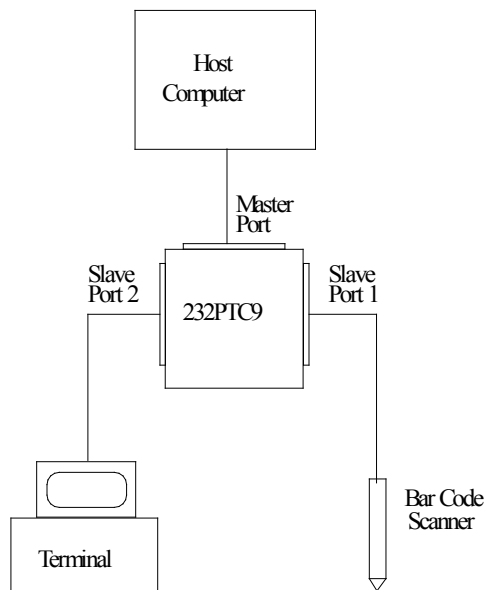 Host
Computer
Master
Port
Slave
Port 2
232PTC9
Slave
Port 1
Bar Code
Scanner
Terminal